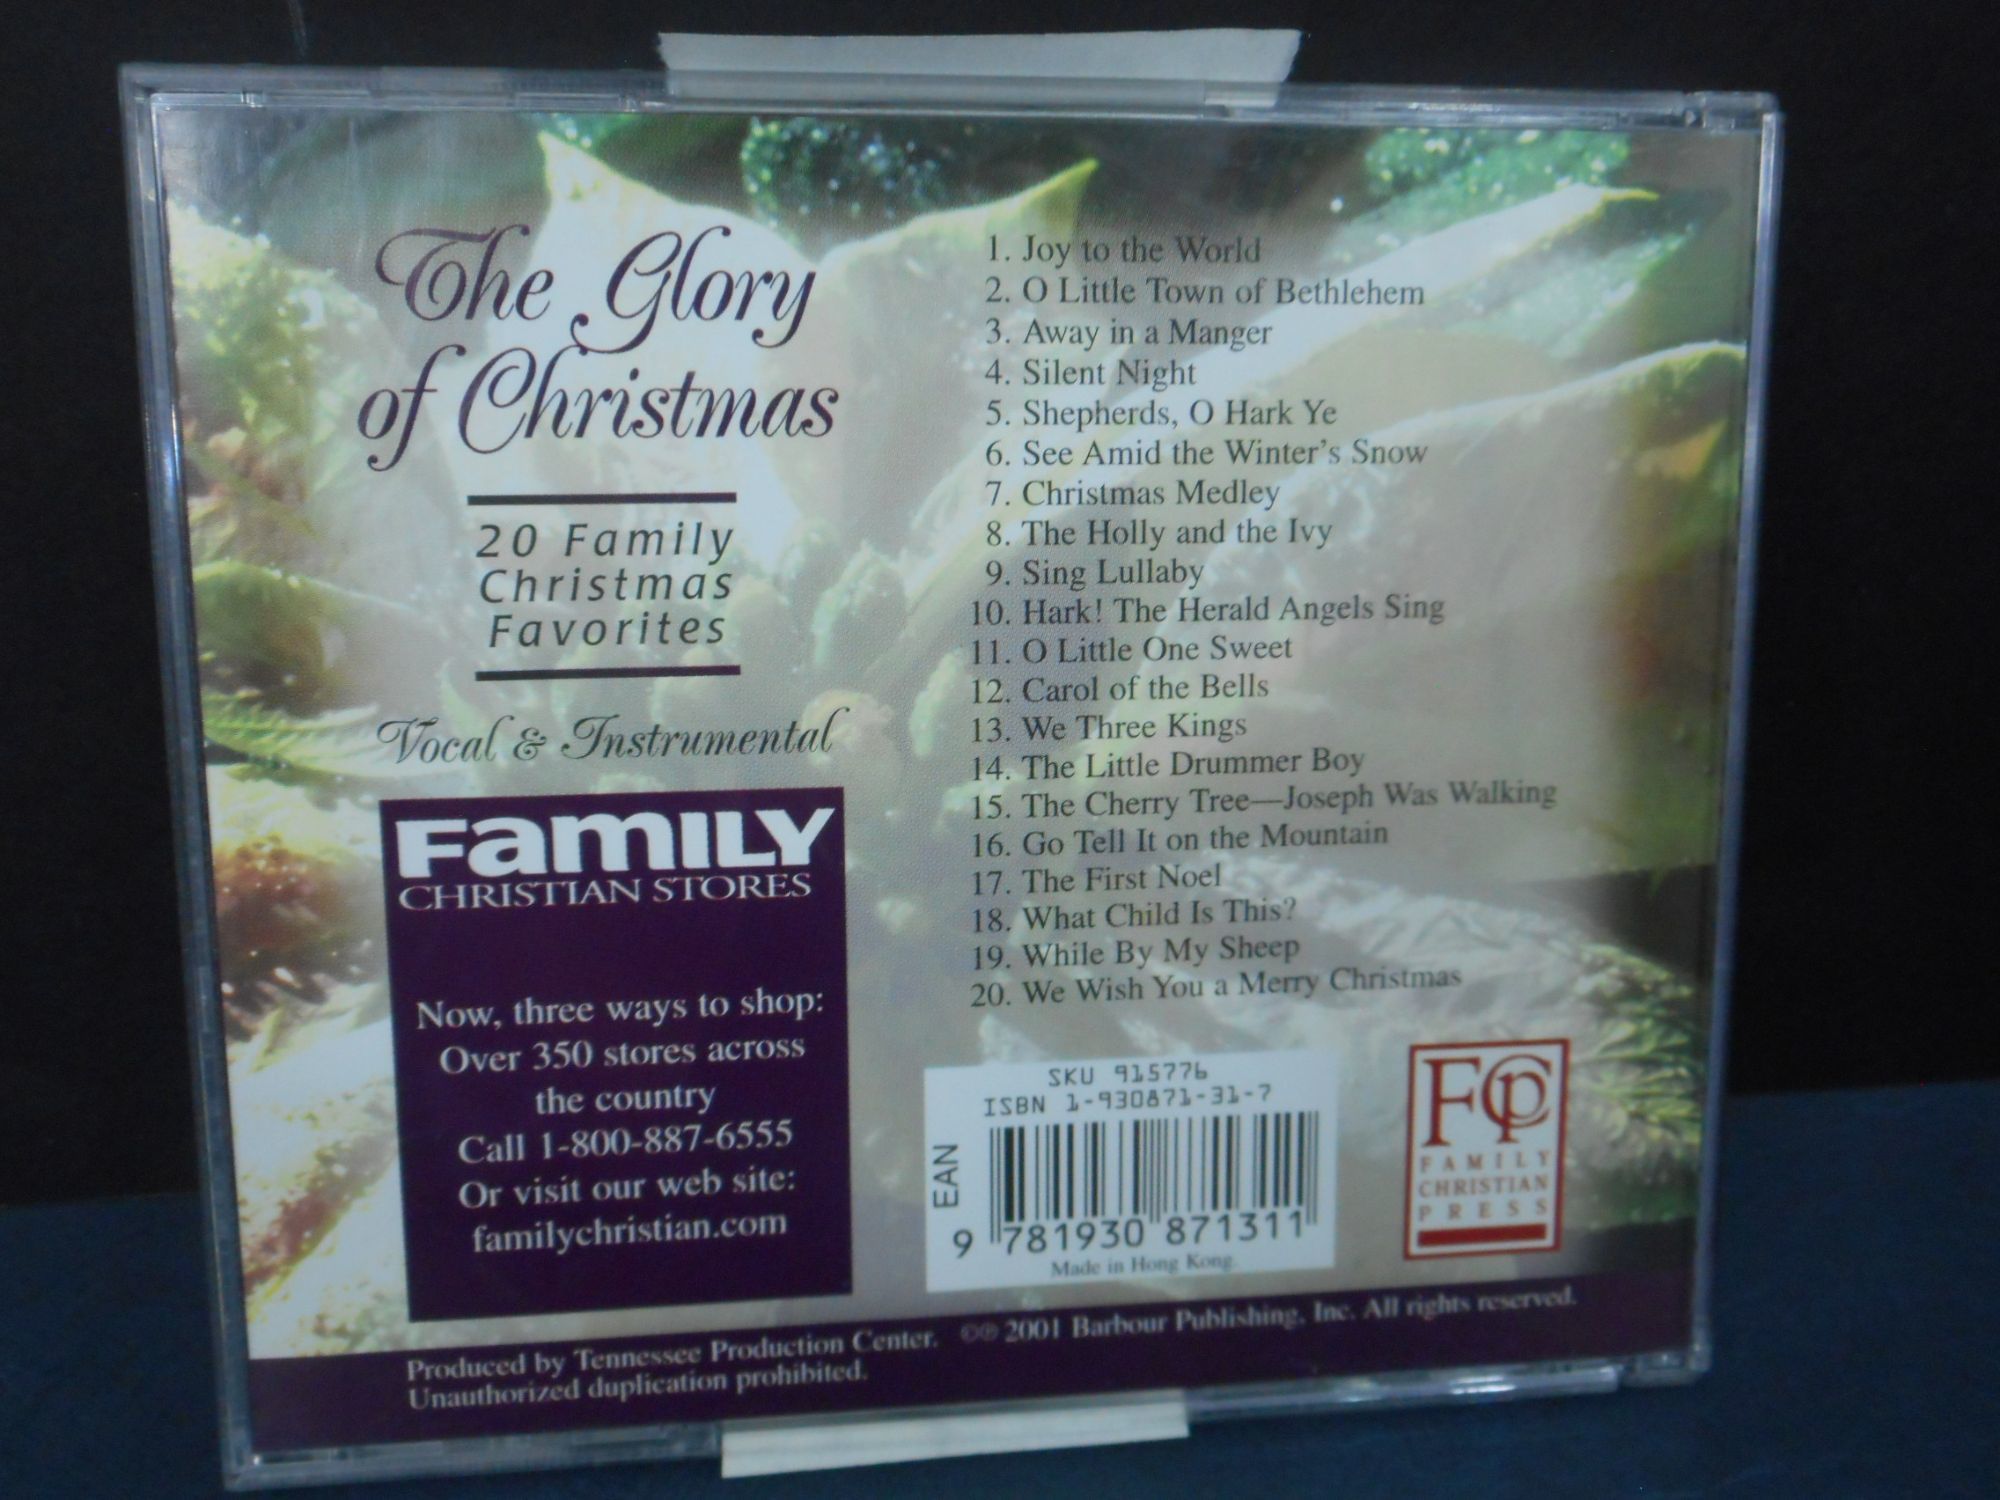 The Glory
of Christmas
20 Family
Christmas
Favorites
Vocal & Instrumental
FamILY
CHRISTIAN STORES
Now, three ways to shop:
Over 350 stores across
the country
Call 1-800-887-6555
Or visit our web site:
familychristian.com
1. Joy to the World
2. O Little Town of Bethlehem
3. Away in a Manger
4. Silent Night
5. Shepherds, O Hark Ye
6. See Amid the Winter's Snow
7. Christmas Medley
8. The Holly and the Ivy
9. Sing Lullaby
10. Hark! The Herald Angels Sing
11. O Little One Sweet
12. Carol of the Bells
13. We Three Kings
14. The Little Drummer Boy
15. The Cherry Tree—Joseph Was Walking
16. Go Tell It on the Mountain
17. The First Noel
18. What Child Is This?
19. While By My Sheep
20. We Wish You a Merry Christmas
SKU 915776
ISBN 1-930871-31-7
EAN
9 781930 871311
Made in Hong Kong.
FCP
FAMILY
CHRISTIAN
PRESS
Produced by Tennessee Production Center. ©℗ 2001 Barbour Publishing, Inc. All rights reserved.
Unauthorized duplication prohibited.